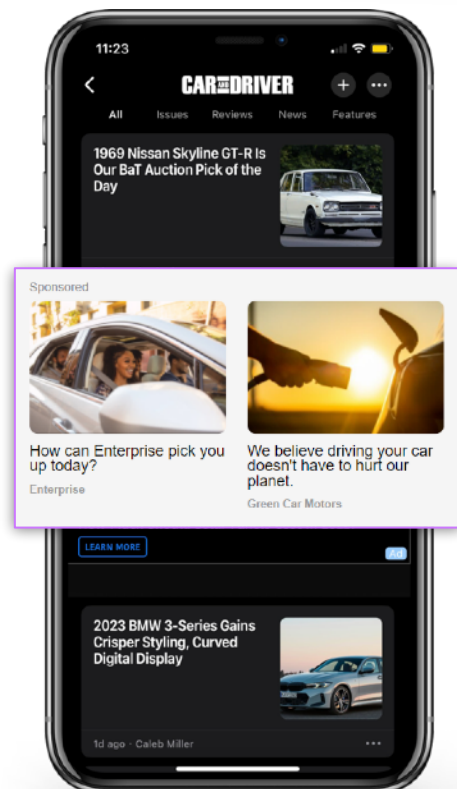 11:23
CAR AND DRIVER
All Issues Reviews News Features
1969 Nissan Skyline GT-R Is
Our BaT Auction Pick of the
Day
Sponsored
How can Enterprise pick you
up today?
Enterprise
We believe driving your car
doesn't have to hurt our
planet.
Green Car Motors
LEARN MORE
Ad
2023 BMW 3-Series Gains
Crisper Styling, Curved
Digital Display
1d ago · Caleb Miller